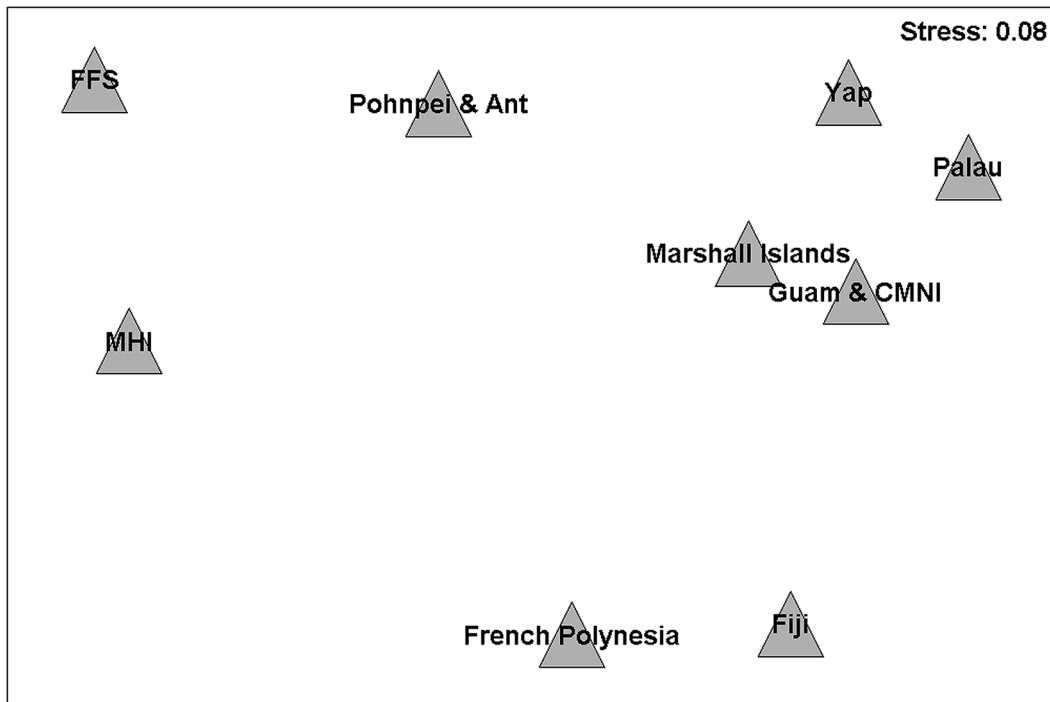 Stress: 0.08
FFS
Pohnpei & Ant
Yap
Palau
Marshall Islands
Guam & CMNI
MHI
French Polynesia
Fiji